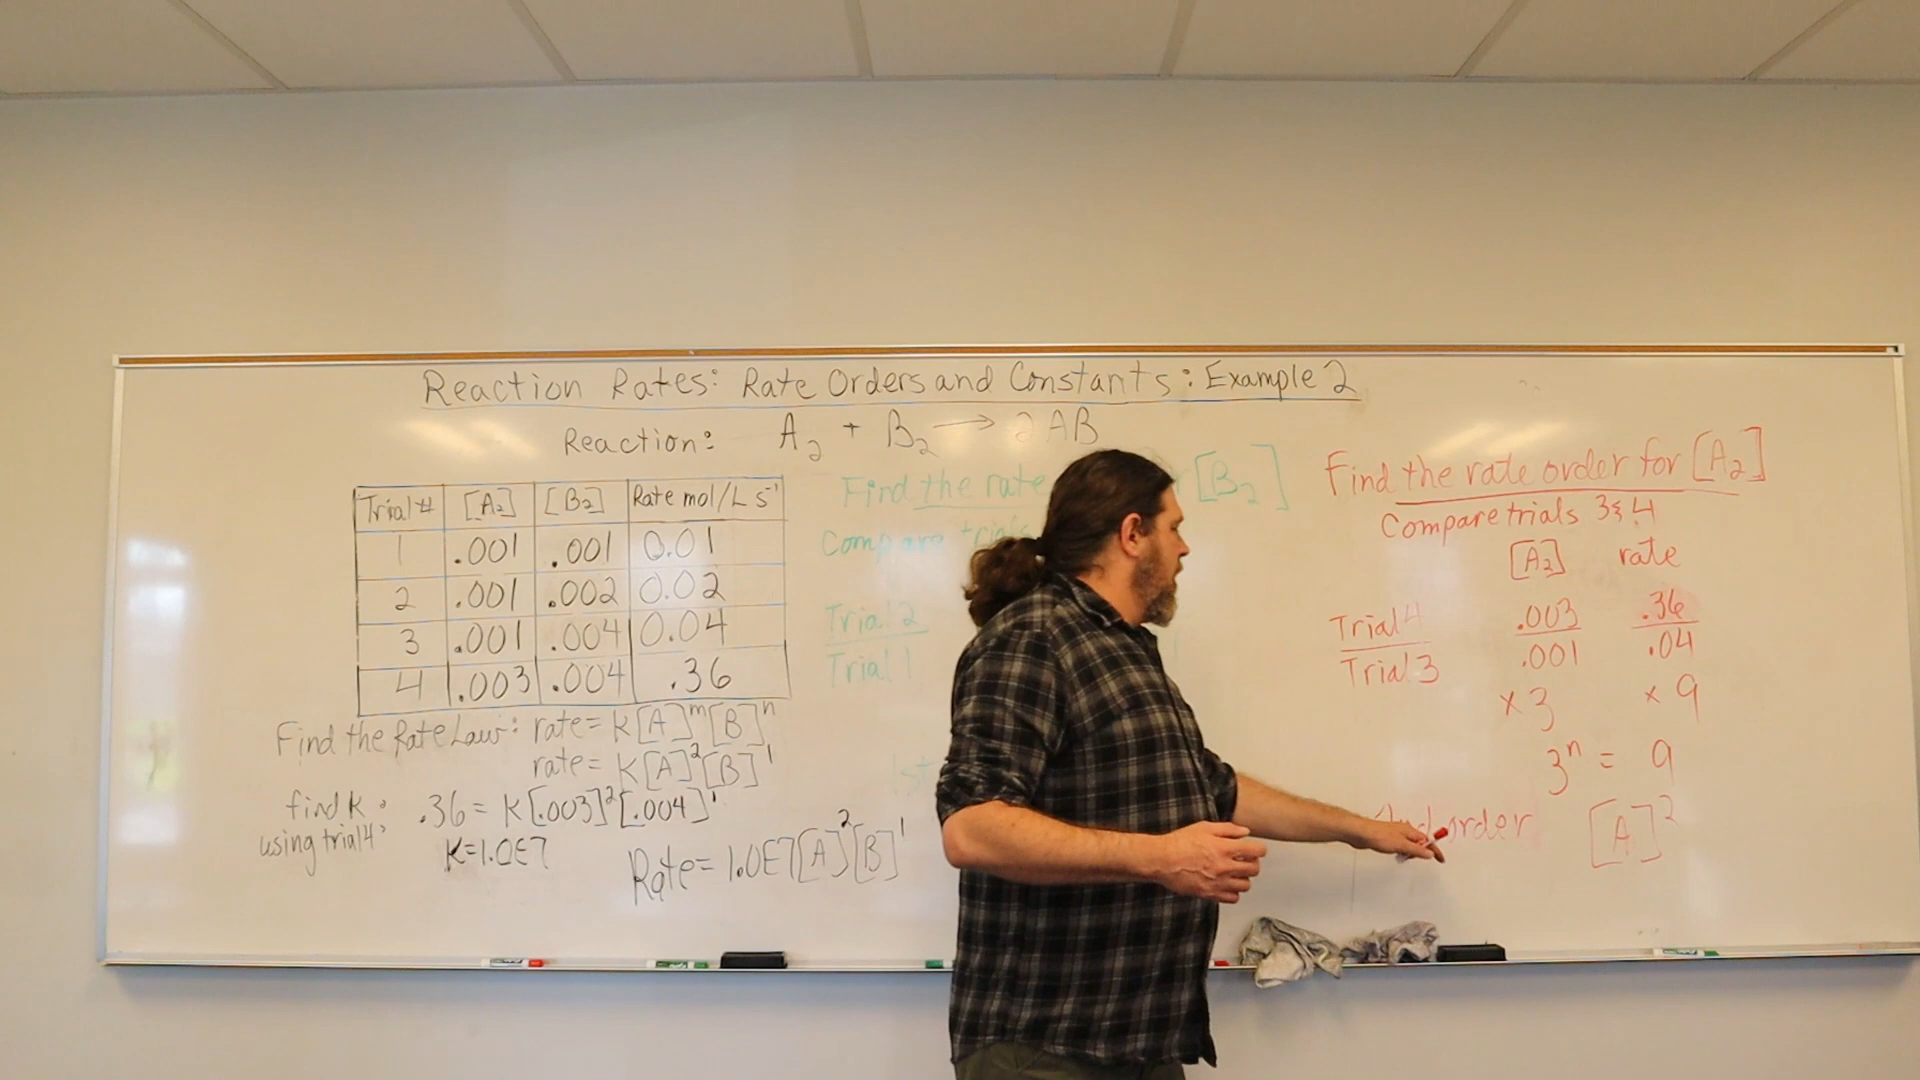 Reaction Rates: Rate Orders and Constants: Example 2
Reaction: A₂ + B₂ → 2 AB
Trial # [A₂] [B₂] Rate mol/L s⁻¹
1 .001 .001 0.01
2 .001 .002 0.02
3 .001 .004 0.04
4 .003 .004 .36
Find the Rate Law: rate = K[A]ᵐ[B]ⁿ
rate = K[A]²[B]¹
find K:
using trial 4:
.36 = K[.003]²[.004]¹
K=1.0E7
Rate= 1.0E7[A]²[B]¹
Find the rate [B₂]
Compare
Trial 2
Trial 1
1st
Find the rate order for [A₂]
Compare trials 3 & 4
[A₂] rate
Trial 4 .003 .36
Trial 3 .001 .04
x 3 x 9
3ⁿ = 9
order [A]²